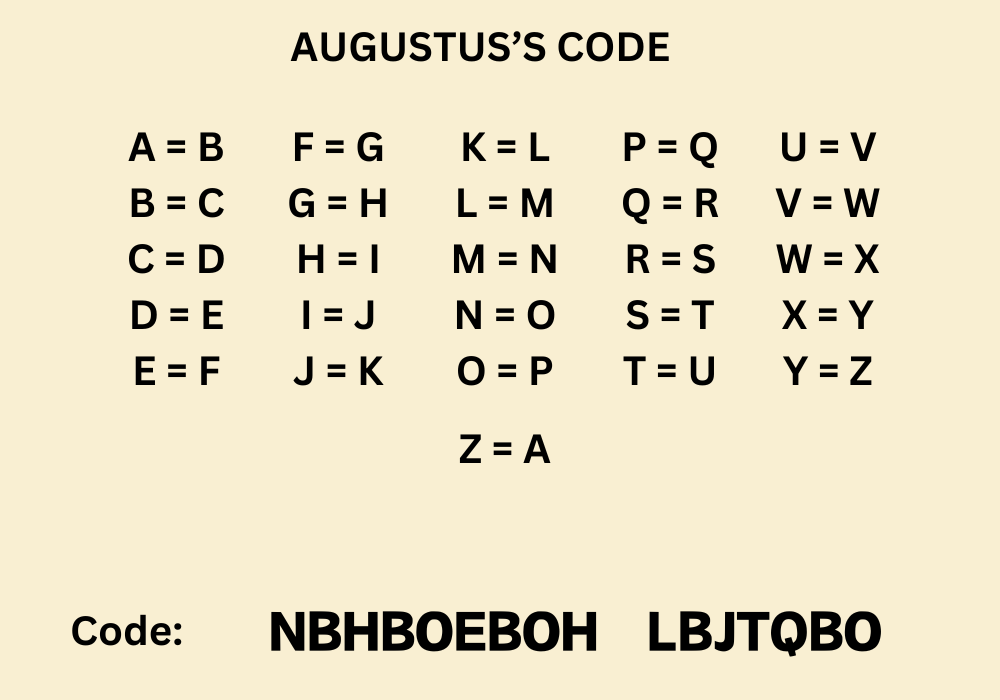 AUGUSTUS’S CODE
A = B F = G K = L P = Q U = V
B = C G = H L = M Q = R V = W
C = D H = I M = N R = S W = X
D = E I = J N = O S = T X = Y
E = F J = K O = P T = U Y = Z
Z = A
Code: NBHBOEBOH LBJTQBO